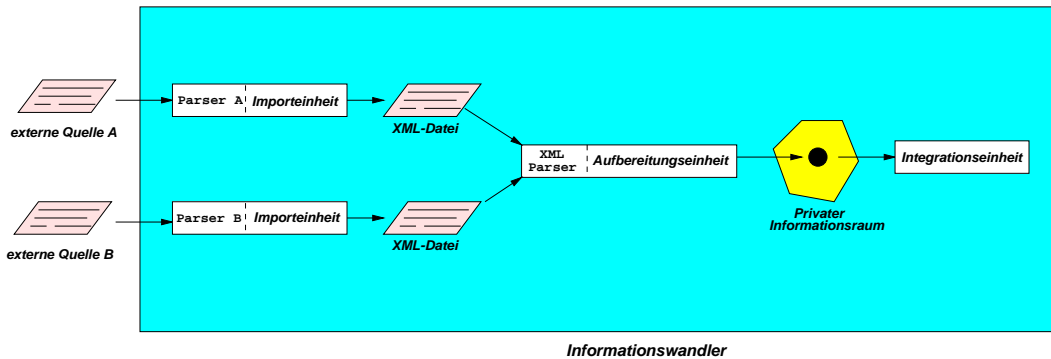 externe Quelle A
Parser A Importeinheit
XML-Datei
XML
Parser
Aufbereitungseinheit
Privater
Informationsraum
Integrationseinheit
externe Quelle B
Parser B Importeinheit
XML-Datei
Informationswandler